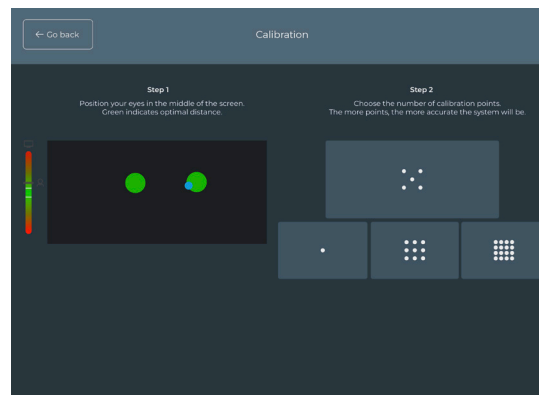 ← Go back
Calibration
Step 1
Position your eyes in the middle of the screen.
Green indicates optimal distance.
Step 2
Choose the number of calibration points.
The more points, the more accurate the system will be.